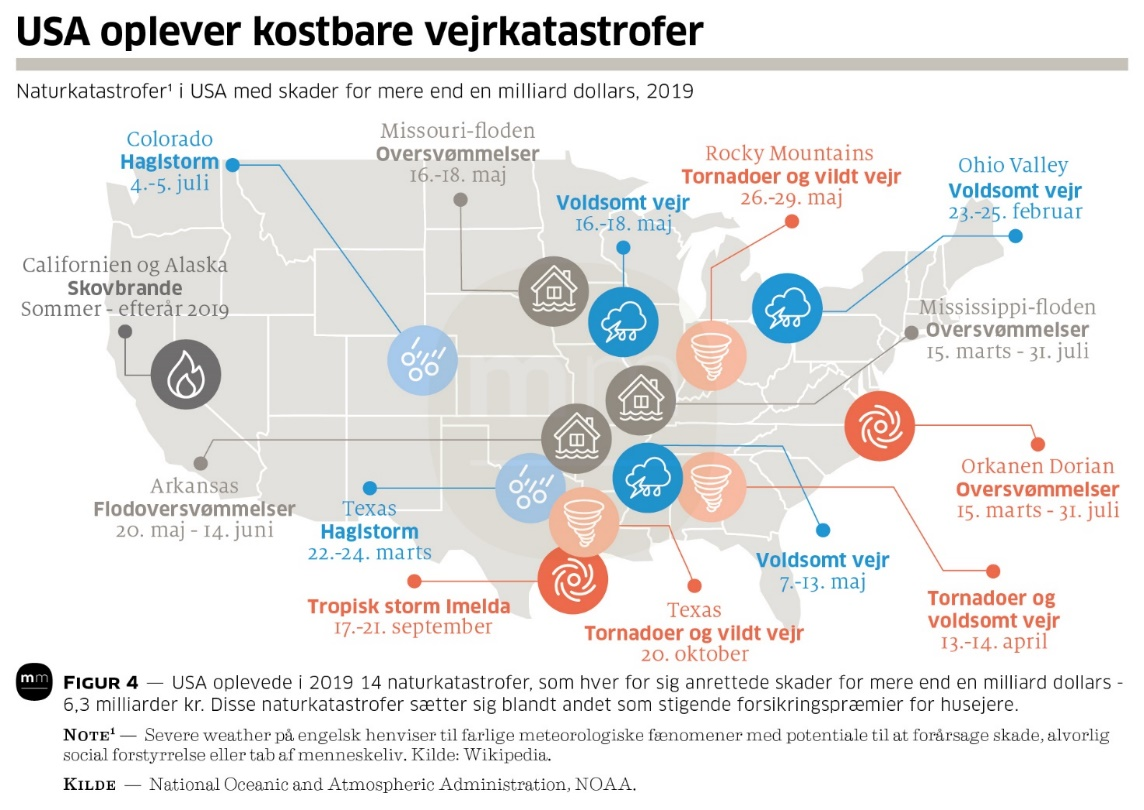 USA oplever kostbare vejrkatastrofer
Naturkatastrofer¹ i USA med skader for mere end en milliard dollars, 2019
Colorado
Haglstorm
4.-5. juli
Missouri-floden
Oversvømmelser
16.-18. maj
Voldsomt vejr
16.-18. maj
Rocky Mountains
Tornadoer og vildt vejr
26.-29. maj
Ohio Valley
Voldsomt vejr
23.-25. februar
Californien og Alaska
Skovbrande
Sommer - efterår 2019
Mississippi-floden
Oversvømmelser
15. marts - 31. juli
mm
Arkansas
Flodoversvømmelser
20. maj - 14. juni
Texas
Haglstorm
22.-24. marts
Orkanen Dorian
Oversvømmelser
15. marts - 31. juli
Voldsomt vejr
7.-13. maj
Tropisk storm Imelda
17.-21. september
Texas
Tornadoer og vildt vejr
20. oktober
Tornadoer og
voldsomt vejr
13.-14. april
mm
FIGUR 4 — USA oplevede i 2019 14 naturkatastrofer, som hver for sig anrettede skader for mere end en milliard dollars -
6,3 milliarder kr. Disse naturkatastrofer sætter sig blandt andet som stigende forsikringspræmier for husejere.
NOTE¹ — Severe weather på engelsk henviser til farlige meteorologiske fænomener med potentiale til at forårsage skade, alvorlig
social forstyrrelse eller tab af menneskeliv. Kilde: Wikipedia.
KILDE — National Oceanic and Atmospheric Administration, NOAA.